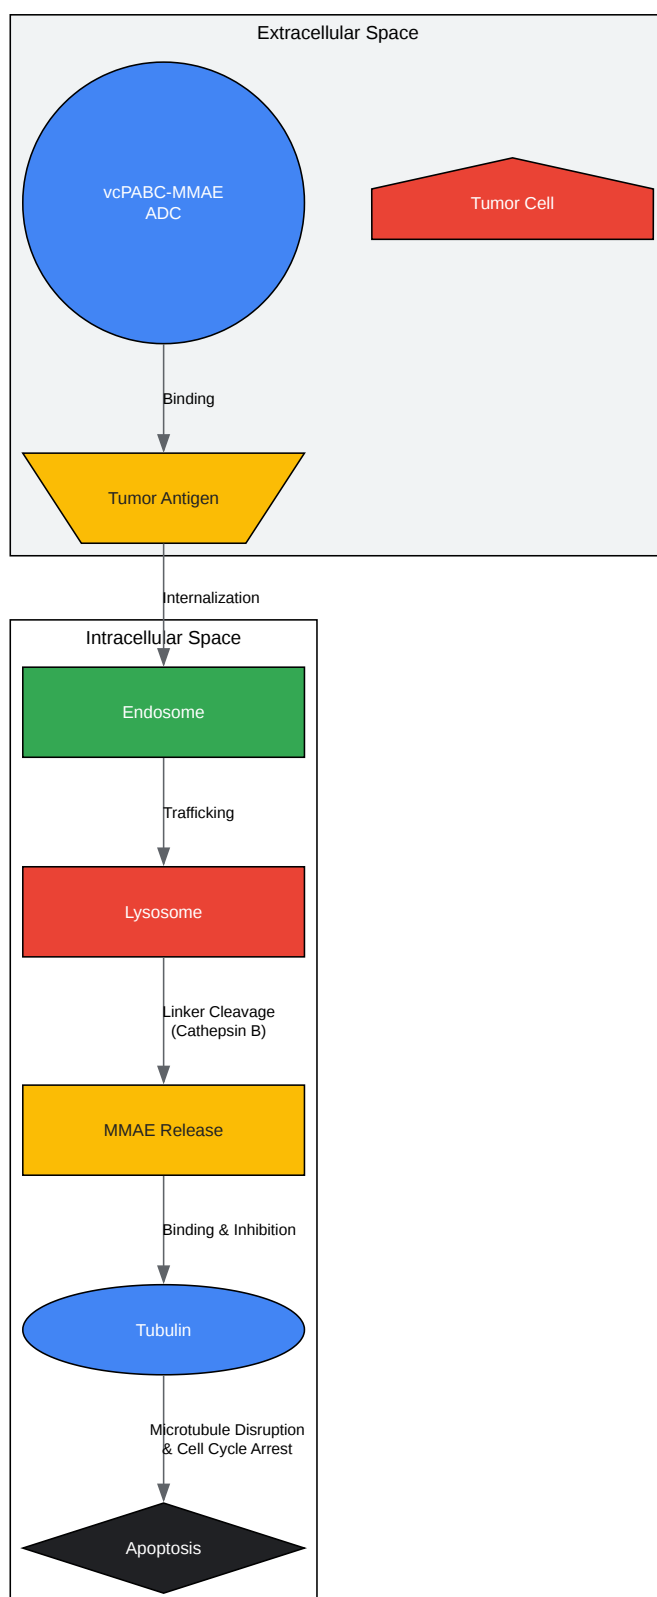 Extracellular Space
vcPABC-MMAE
ADC
Tumor Cell
Binding
Tumor Antigen
Internalization
Intracellular Space
Endosome
Trafficking
Lysosome
Linker Cleavage
(Cathepsin B)
MMAE Release
Binding & Inhibition
Tubulin
Microtubule Disruption
& Cell Cycle Arrest
Apoptosis